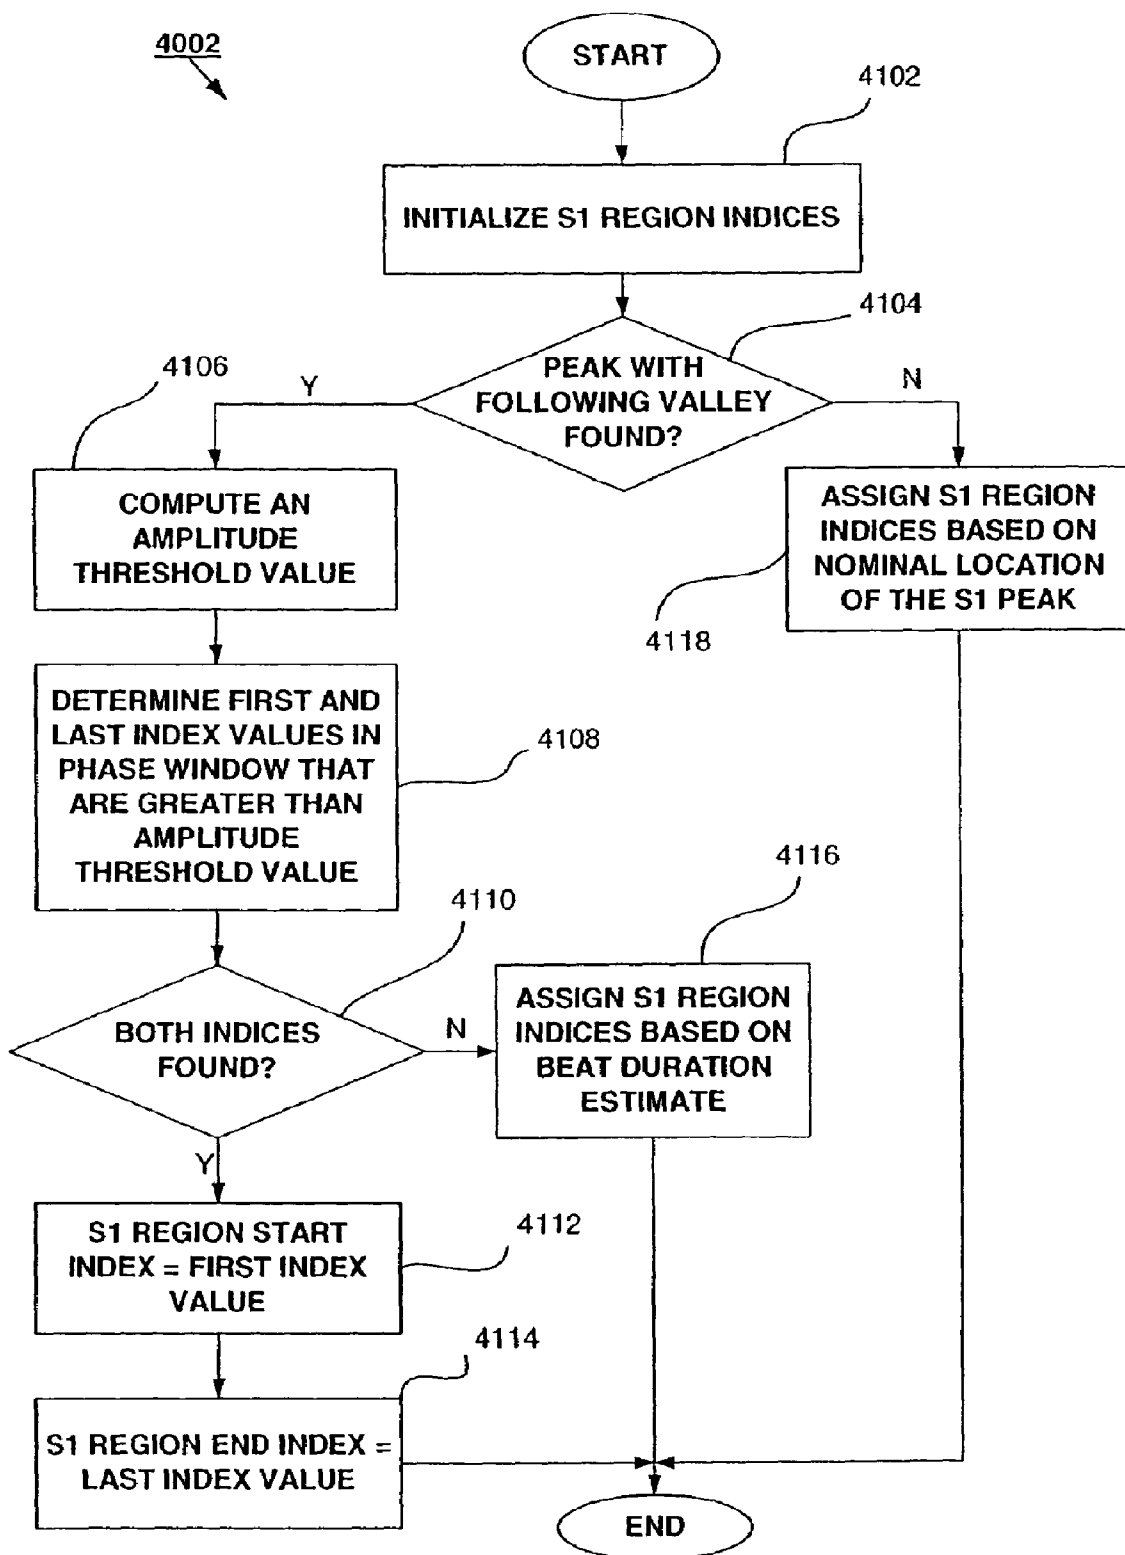 4002
START
4102
INITIALIZE S1 REGION INDICES
4104
PEAK WITH
FOLLOWING VALLEY
FOUND?
Y
N
4106
COMPUTE AN
AMPLITUDE
THRESHOLD VALUE
ASSIGN S1 REGION
INDICES BASED ON
NOMINAL LOCATION
OF THE S1 PEAK
4118
DETERMINE FIRST AND
LAST INDEX VALUES IN
PHASE WINDOW THAT
ARE GREATER THAN
AMPLITUDE
THRESHOLD VALUE
4108
4110
BOTH INDICES
FOUND?
N
Y
4116
ASSIGN S1 REGION
INDICES BASED ON
BEAT DURATION
ESTIMATE
S1 REGION START
INDEX = FIRST INDEX
VALUE
4112
4114
S1 REGION END INDEX =
LAST INDEX VALUE
END